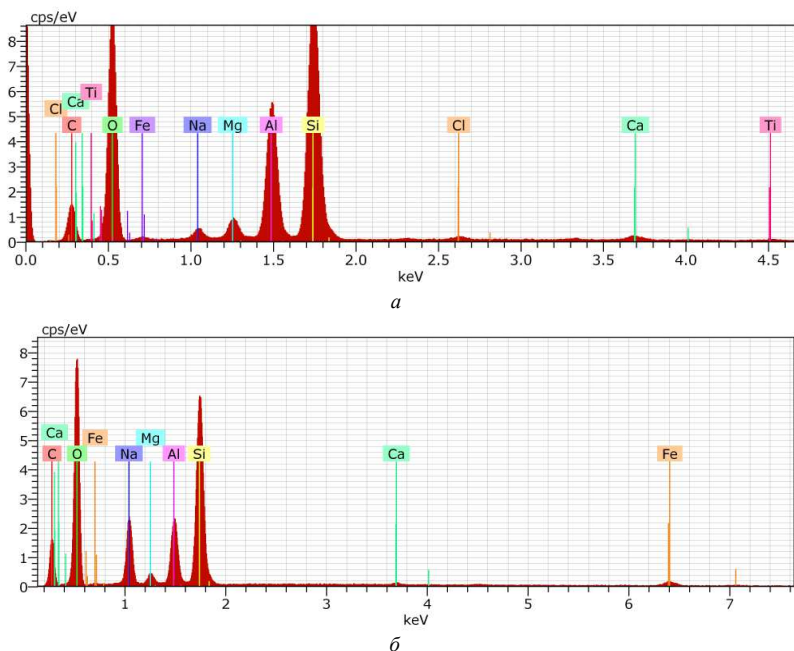 cps/eV
8
7
6
5
4
3
2
1
0
Ti
Ca
Cl
C O Fe Na Mg Al Si Cl Ca Ti
0.0 0.5 1.0 1.5 2.0 2.5 3.0 3.5 4.0 4.5
keV
а
cps/eV
8
7
6
5
4
3
2
1
0
Ca Fe Mg
C O Na Al Si Ca Fe
1 2 3 4 5 6 7
keV
б